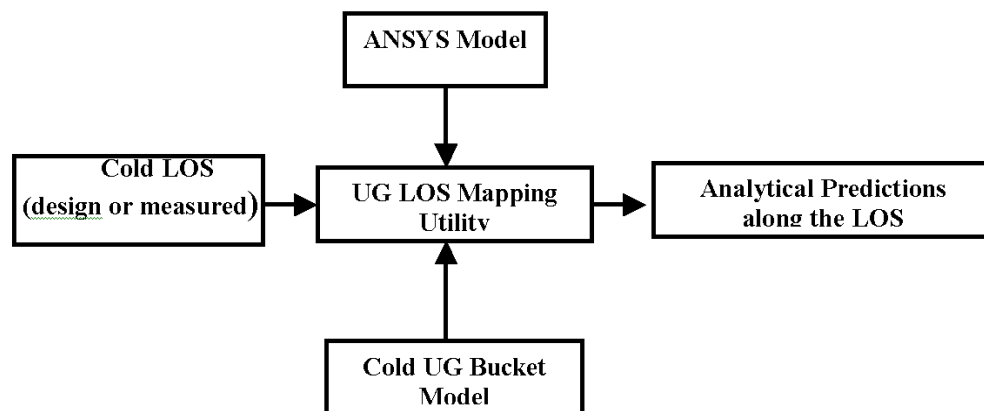 ANSYS Model
Cold LOS
(design or measured)
UG LOS Mapping
Utility
Analytical Predictions
along the LOS
Cold UG Bucket
Model